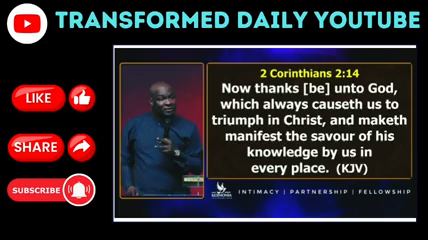 TRANSFORMED DAILY YOUTUBE
LIKE
SHARE
SUBSCRIBE
2 Corinthians 2:14
Now thanks [be] unto God,
which always causeth us to
triumph in Christ, and maketh
manifest the savour of his
knowledge by us in
every place. (KJV)
KOINONIA
INTIMACY | PARTNERSHIP | FELLOWSHIP